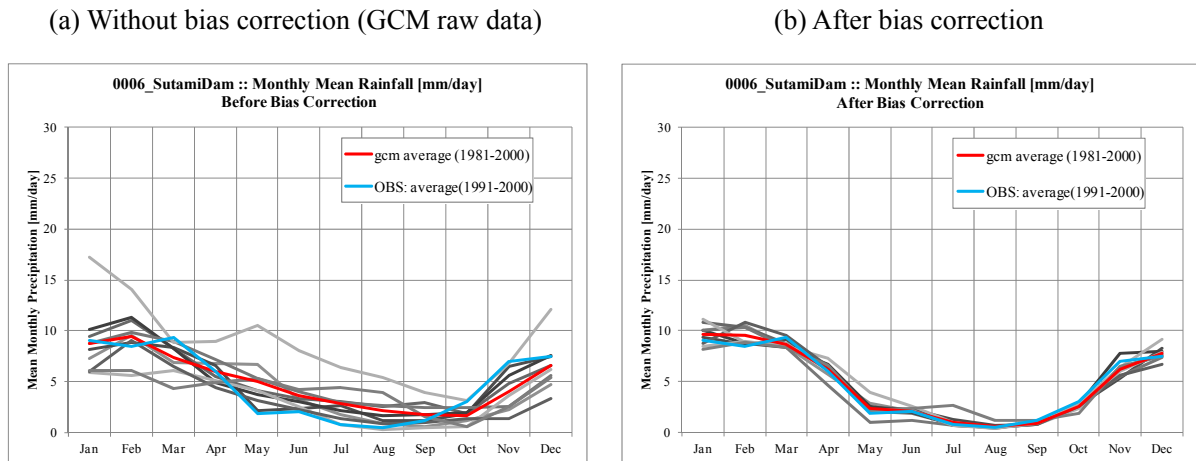 (a) Without bias correction (GCM raw data)
0006_SutamiDam :: Monthly Mean Rainfall [mm/day]
Before Bias Correction
Mean Monthly Precipitation [mm/day]
30
25
20
15
10
5
0
gcm average (1981-2000)
OBS: average(1991-2000)
Jan Feb Mar Apr May Jun Jul Aug Sep Oct Nov Dec
(b) After bias correction
0006_SutamiDam :: Monthly Mean Rainfall [mm/day]
After Bias Correction
Mean Monthly Precipitation [mm/day]
30
25
20
15
10
5
0
gcm average (1981-2000)
OBS: average(1991-2000)
Jan Feb Mar Apr May Jun Jul Aug Sep Oct Nov Dec